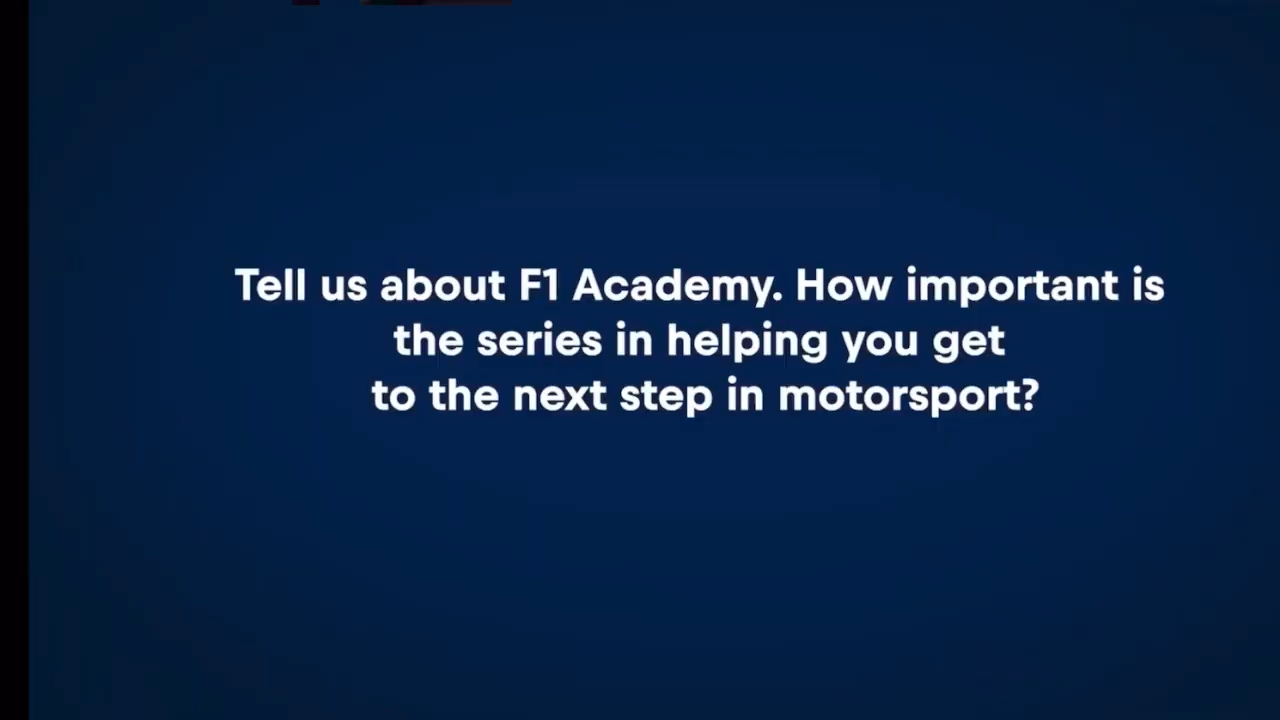 Tell us about F1 Academy. How important is
the series in helping you get
to the next step in motorsport?